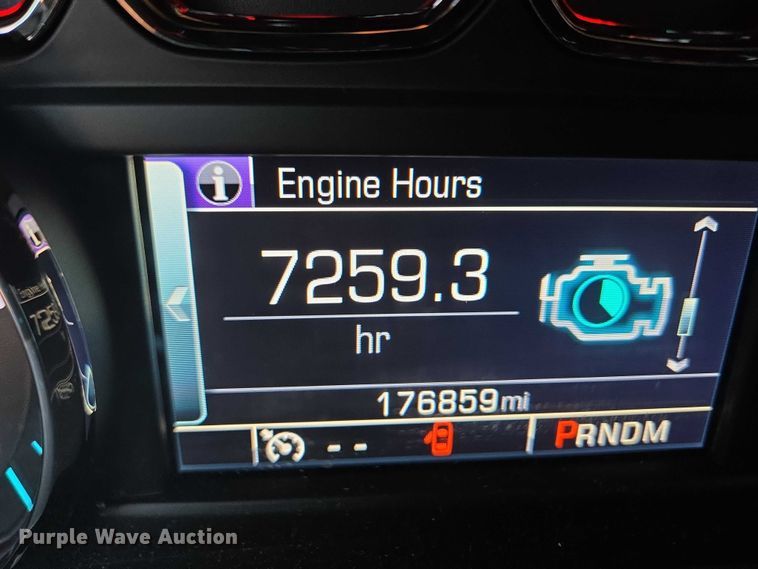 Engine Hours
7259.3
hr
176859mi
-- PRNDM
Purple Wave Auction